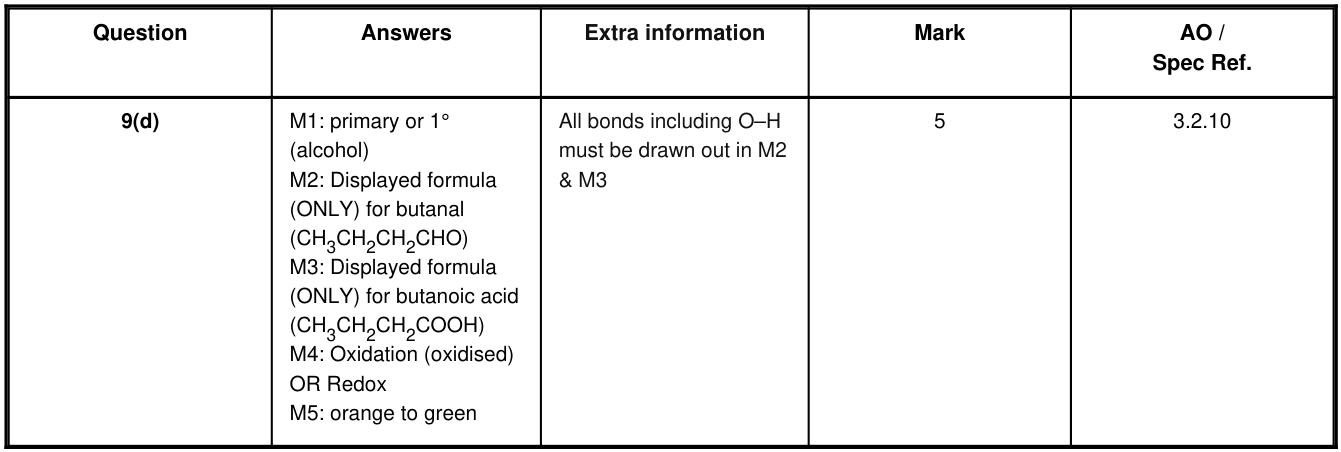 Question
Answers
Extra information
Mark
AO /
Spec Ref.
9(d)
M1: primary or 1°
(alcohol)
M2: Displayed formula
(ONLY) for butanal
(CH₃CH₂CH₂CHO)
M3: Displayed formula
(ONLY) for butanoic acid
(CH₃CH₂CH₂COOH)
M4: Oxidation (oxidised)
OR Redox
M5: orange to green
All bonds including O–H
must be drawn out in M2
& M3
5
3.2.10